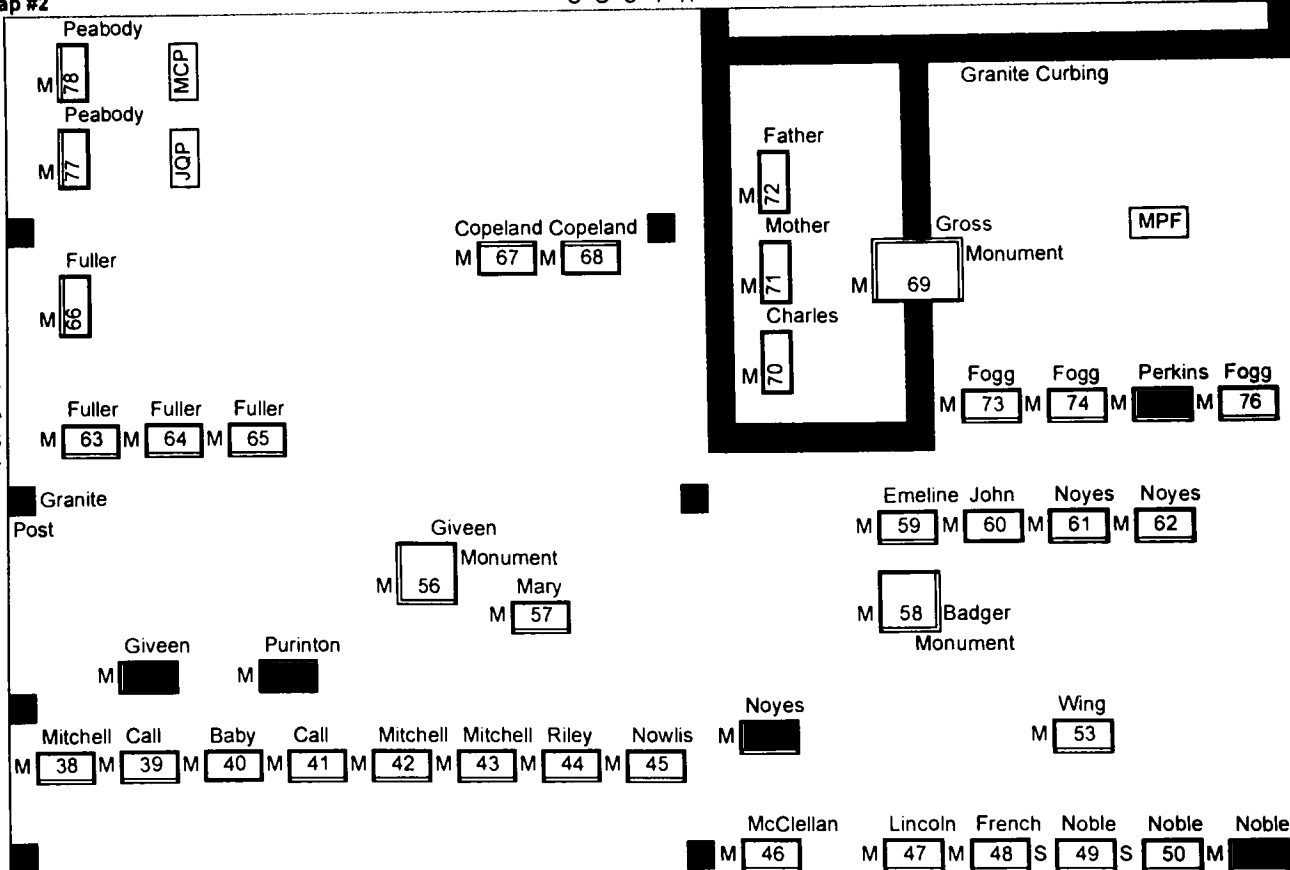 ap #2
Peabody
M 78 MCP
Peabody
M 77 JQP
Granite Curbing
Father
M 72
Mother
M 71
Charles
M 70
Gross
Monument
M 69
MPF
Copeland Copeland
M 67 M 68
Fuller
M 66
Fogg Fogg Perkins Fogg
M 73 M 74 M M 76
Fuller Fuller Fuller
M 63 M 64 M 65
Granite
Post
Emeline John Noyes Noyes
M 59 M 60 M 61 M 62
Giveen
Monument
M 56
Mary
M 57
M 58 Badger
Monument
Giveen Purinton
M M
Noyes Wing
M M 53
Mitchell Call Baby Call Mitchell Mitchell Riley Nowlis
M 38 M 39 M 40 M 41 M 42 M 43 M 44 M 45
McClellan Lincoln French Noble Noble Noble
M 46 M 47 M 48 S 49 S 50 M